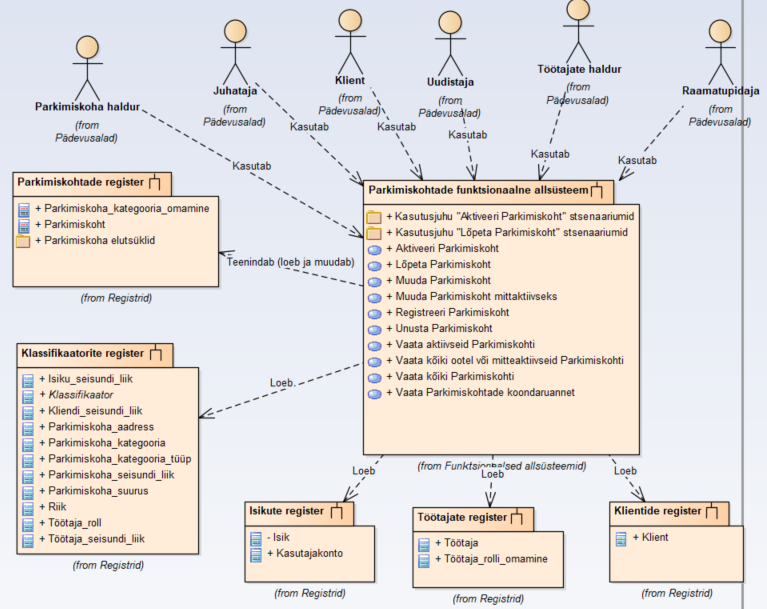 Parkimiskoha haldur
(from
Pädevusalad)
Juhataja
(from
Pädevusalad)
Klient
(from
Pädevusalad)
Uudistaja
(from
Pädevusalad)
Töötajate haldur
(from
Pädevusalad)
Raamatupidaja
(from
Pädevusalad)
Kasutab
Kasutab
Kasutab
Kasutab
Kasutab
Kasutab
Parkimiskohtade register
+ Parkimiskoha_kategooria_omamine
+ Parkimiskoht
+ Parkimiskoha elutsüklid
(from Registrid)
Teenindab (loeb ja muudab)
Parkimiskohtade funktsionaalne allsüsteem
+ Kasutusjuhu "Aktiveeri Parkimiskoht" stsenaariumid
+ Kasutusjuhu "Lõpeta Parkimiskoht" stsenaariumid
+ Aktiveeri Parkimiskoht
+ Lõpeta Parkimiskoht
+ Muuda Parkimiskoht
+ Muuda Parkimiskoht mittaktiivseks
+ Registreeri Parkimiskoht
+ Unusta Parkimiskoht
+ Vaata aktiivseid Parkimiskohti
+ Vaata kõiki ootel või mitteaktiivseid Parkimiskohti
+ Vaata kõiki Parkimiskohti
+ Vaata Parkimiskohtade koondaruannet
(from Funktsionaalsed allsüsteemid)
Klassifikaatorite register
+ Isiku_seisundi_liik
+ Klassifikaator
+ Kliendi_seisundi_liik
+ Parkimiskoha_aadress
+ Parkimiskoha_kategooria
+ Parkimiskoha_kategooria_tüüp
+ Parkimiskoha_seisundi_liik
+ Parkimiskoha_suurus
+ Riik
+ Töötaja_roll
+ Töötaja_seisundi_liik
(from Registrid)
Loeb
Loeb
Loeb
Loeb
Isikute register
- Isik
+ Kasutajakonto
(from Registrid)
Töötajate register
+ Töötaja
+ Töötaja_rolli_omamine
(from Registrid)
Klientide register
+ Klient
(from Registrid)